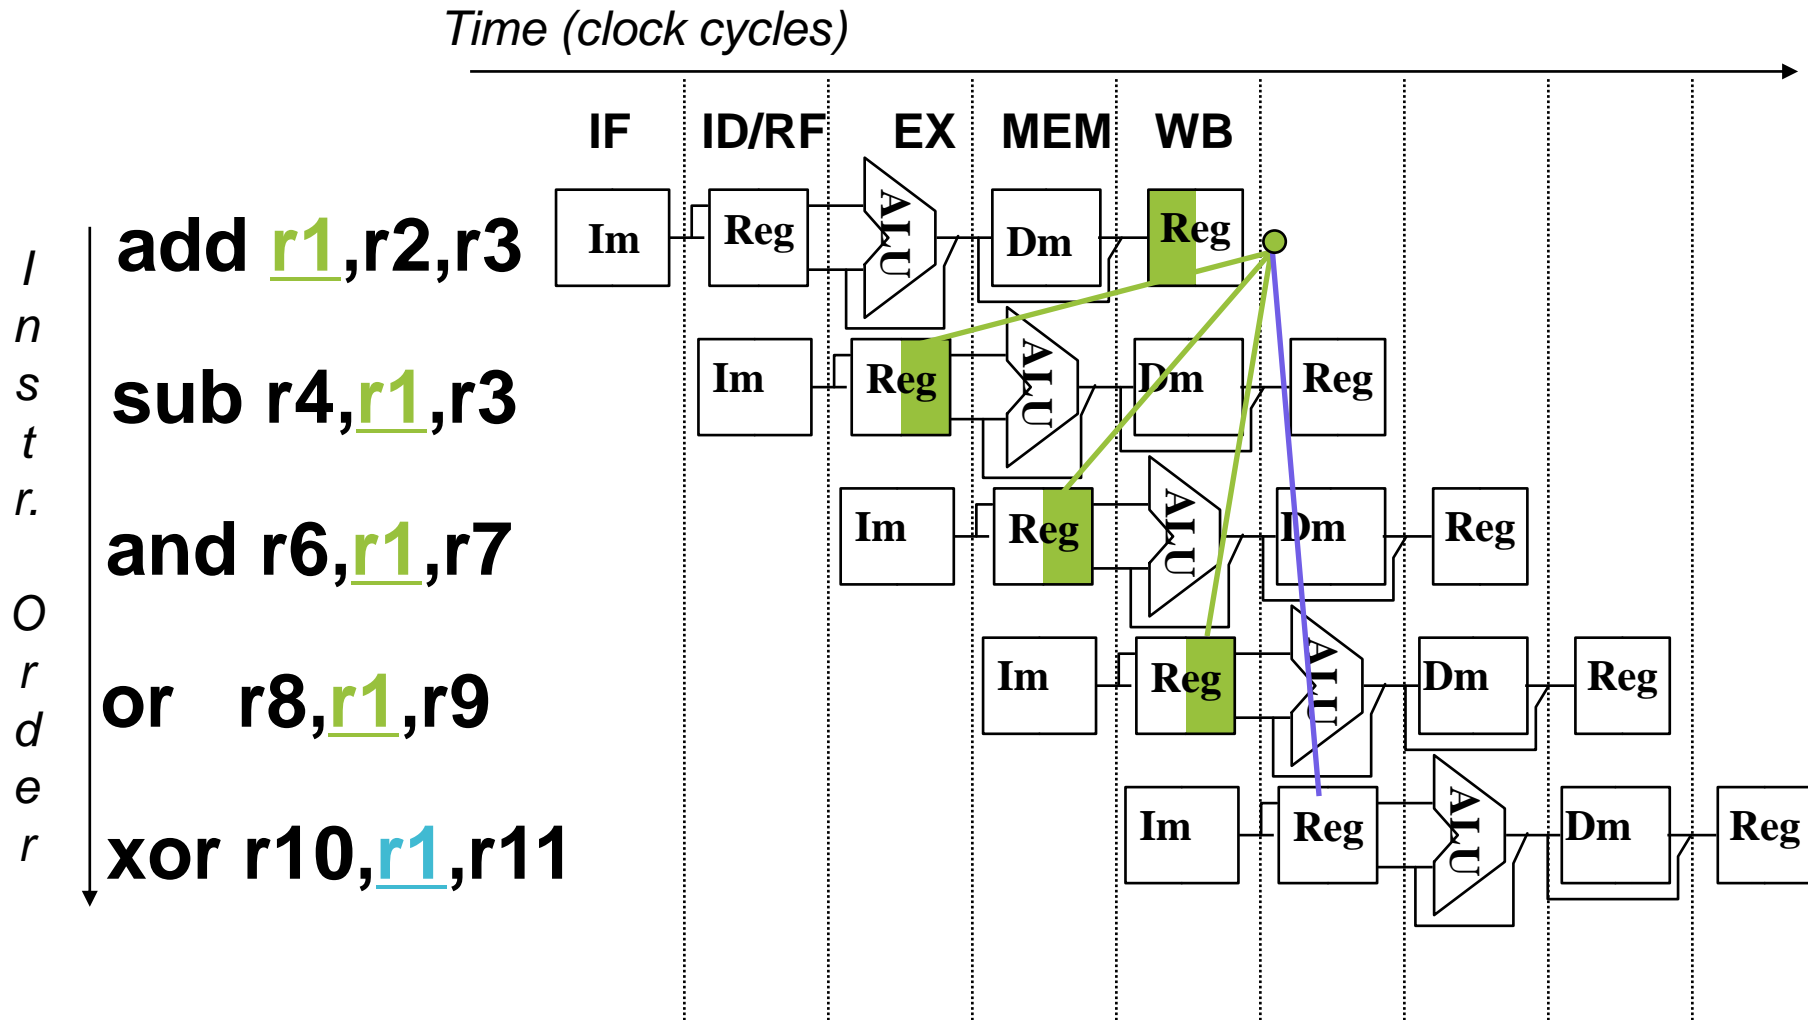 Time (clock cycles)
IF ID/RF EX MEM WB
Instr. Order
add r1,r2,r3 Im Reg ALU Dm Reg
sub r4,r1,r3 Im Reg ALU Dm Reg
and r6,r1,r7 Im Reg ALU Dm Reg
or r8,r1,r9 Im Reg ALU Dm Reg
xor r10,r1,r11 Im Reg ALU Dm Reg